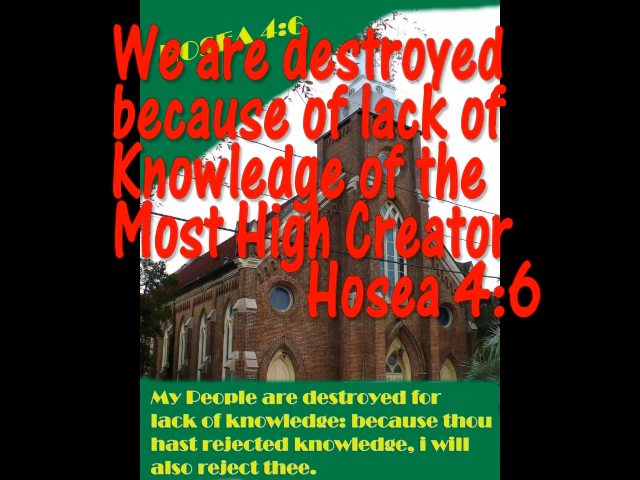 HOSEA 4:6
We are destroyed
because of lack of
Knowledge of the
Most High Creator
Hosea 4:6
My People are destroyed for
lack of knowledge: because thou
hast rejected knowledge, i will
also reject thee.